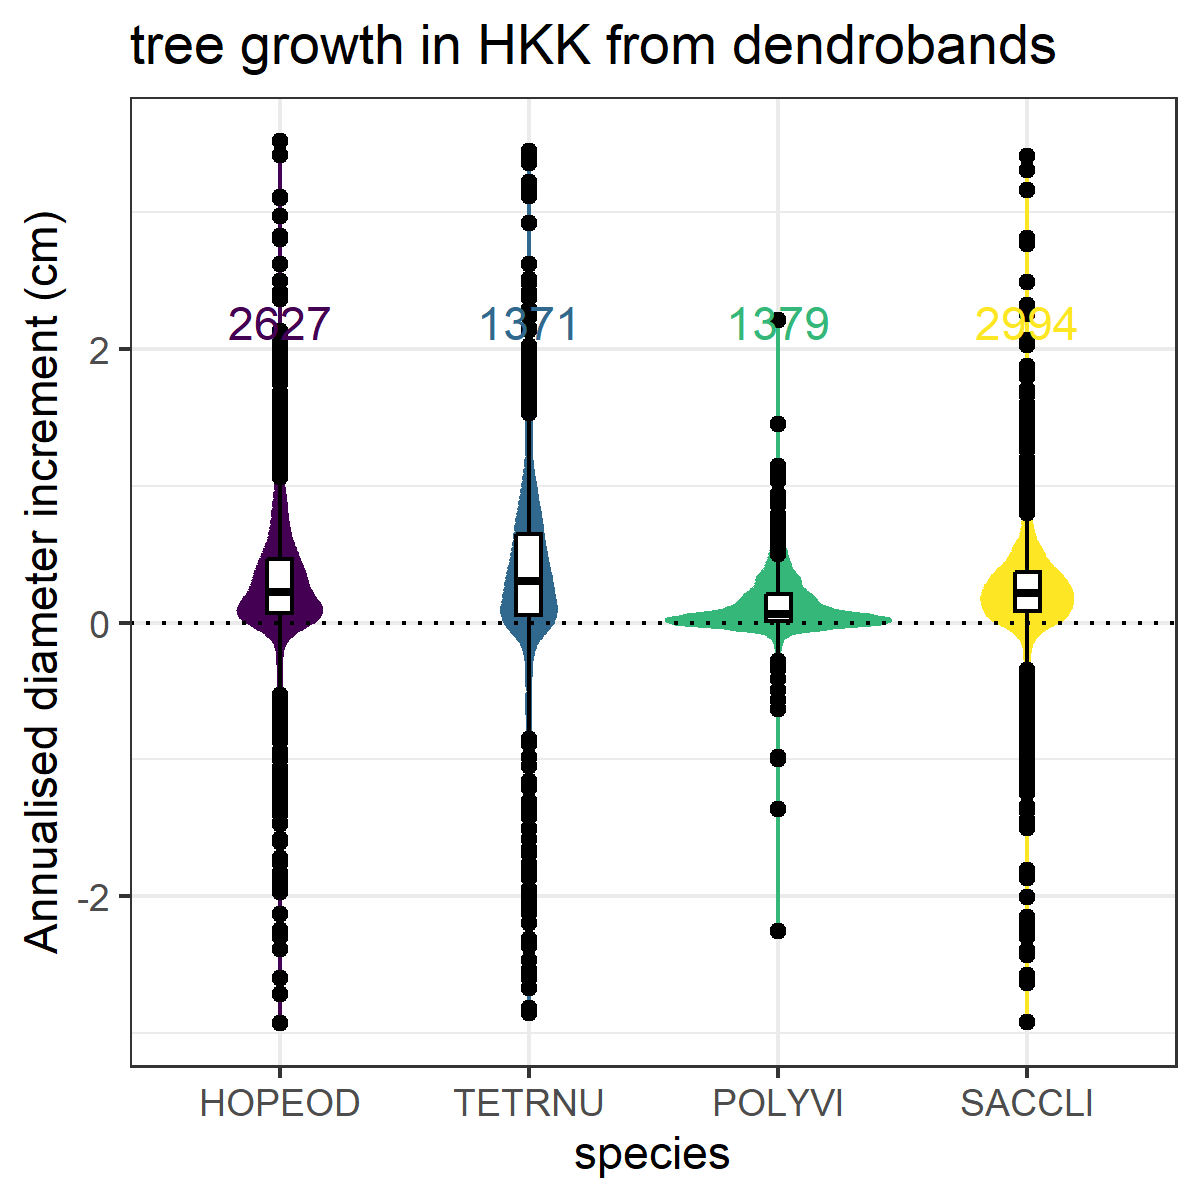 tree growth in HKK from dendrobands
Annualised diameter increment (cm)
2
0
-2
2627 1371 1379 2994
HOPEOD TETRNU POLYVI SACCLI
species